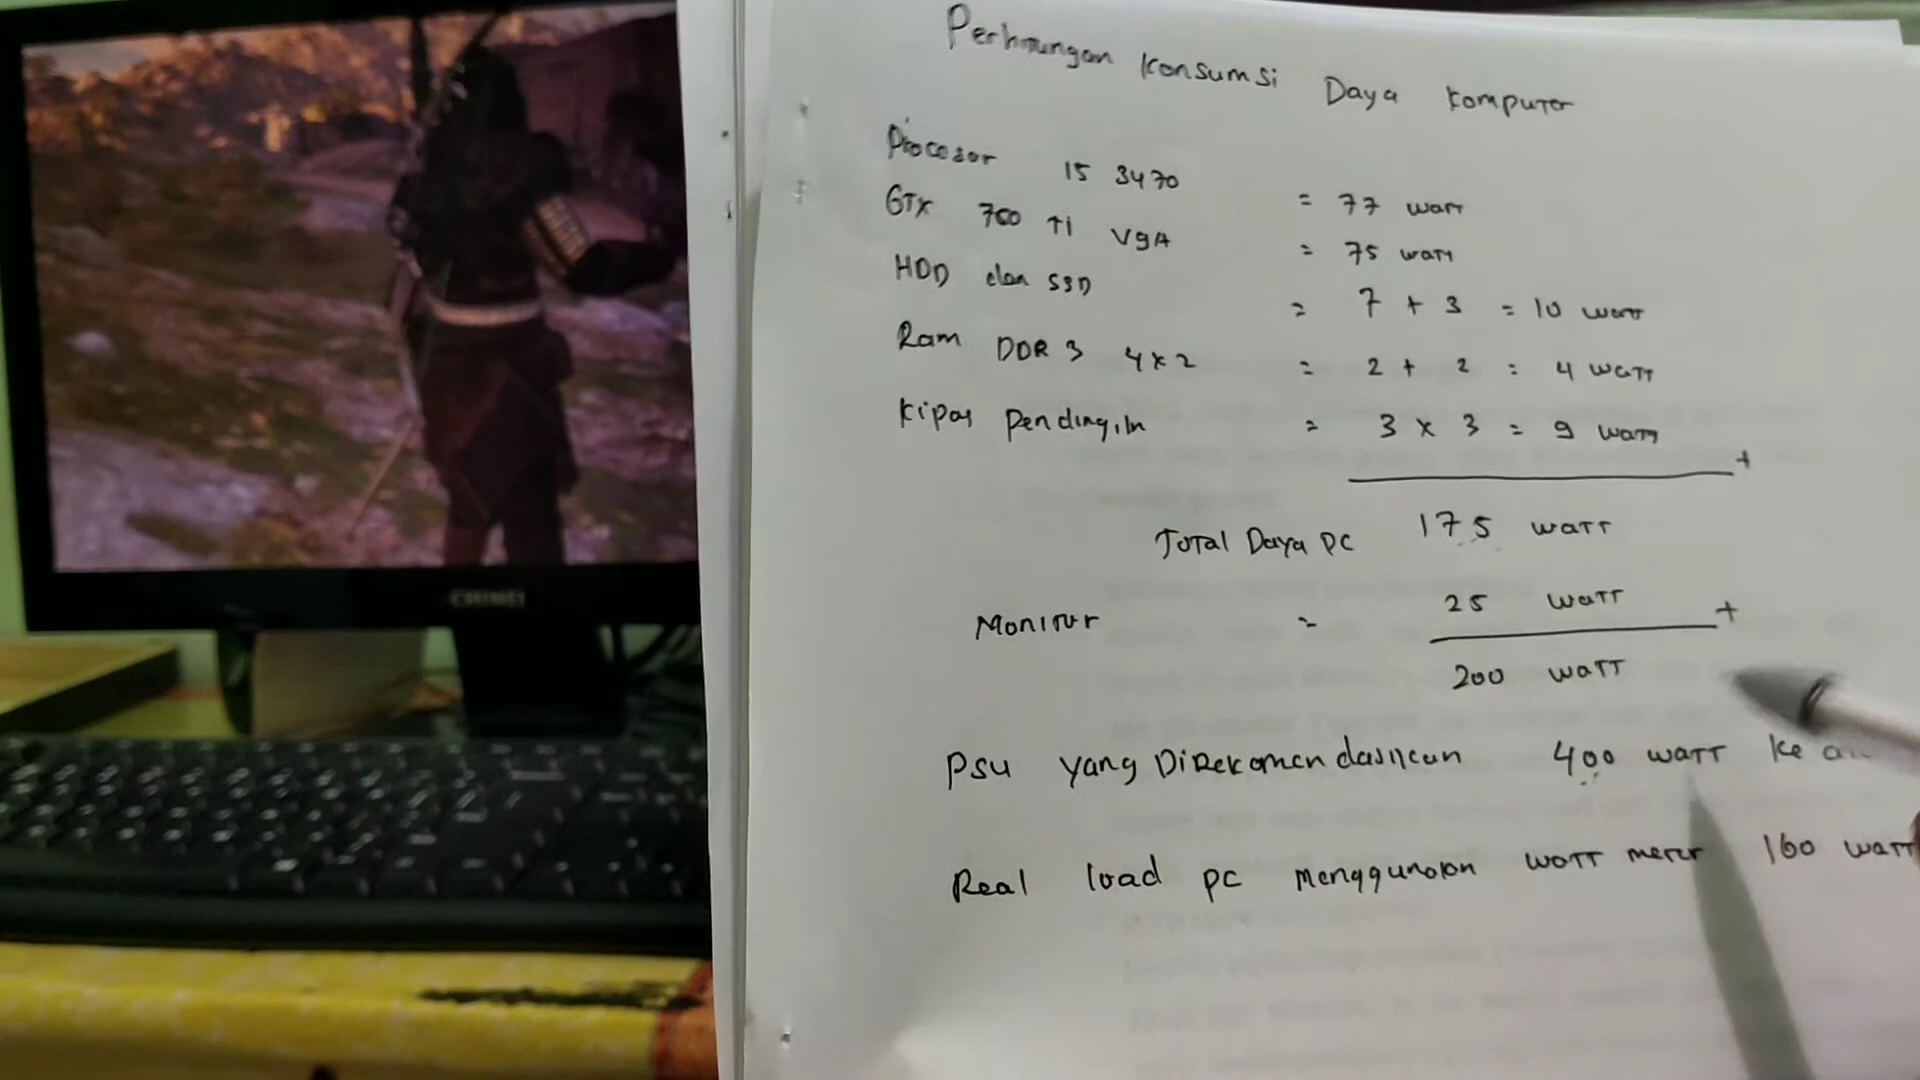 CHIMEI
Perhitungan Konsumsi Daya Komputer
Procesor i5 3470 = 77 watt
GTX 750 Ti VGA = 75 watt
HDD dan SSD = 7 + 3 = 10 watt
Ram DDR 3 4x2 = 2 + 2 = 4 watt
Kipas Pendingin = 3 x 3 = 9 watt
+
Total Daya PC 175 watt
Monitor = 25 watt +
200 watt
PSU yang Direkomendasikan 400 watt ke
Real load PC menggunakan watt meter 160 watt